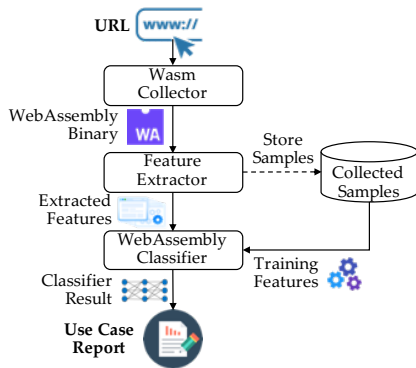 URL
www://
Wasm
Collector
WebAssembly
Binary
WA
Feature
Extractor
Store
Samples
Collected
Samples
Extracted
Features
WebAssembly
Classifier
Training
Features
Classifier
Result
Use Case
Report